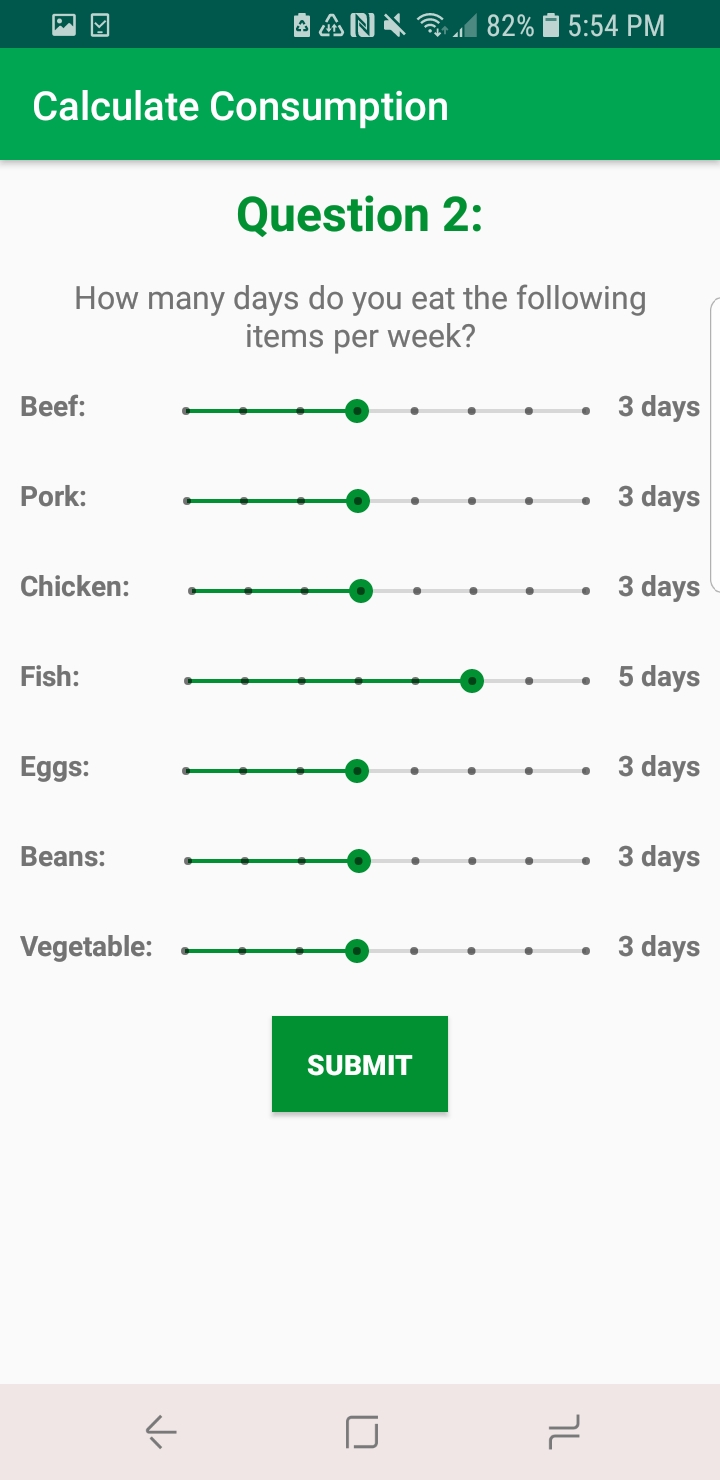 82% 5:54 PM
Calculate Consumption
Question 2:
How many days do you eat the following
items per week?
Beef: 3 days
Pork: 3 days
Chicken: 3 days
Fish: 5 days
Eggs: 3 days
Beans: 3 days
Vegetable: 3 days
SUBMIT